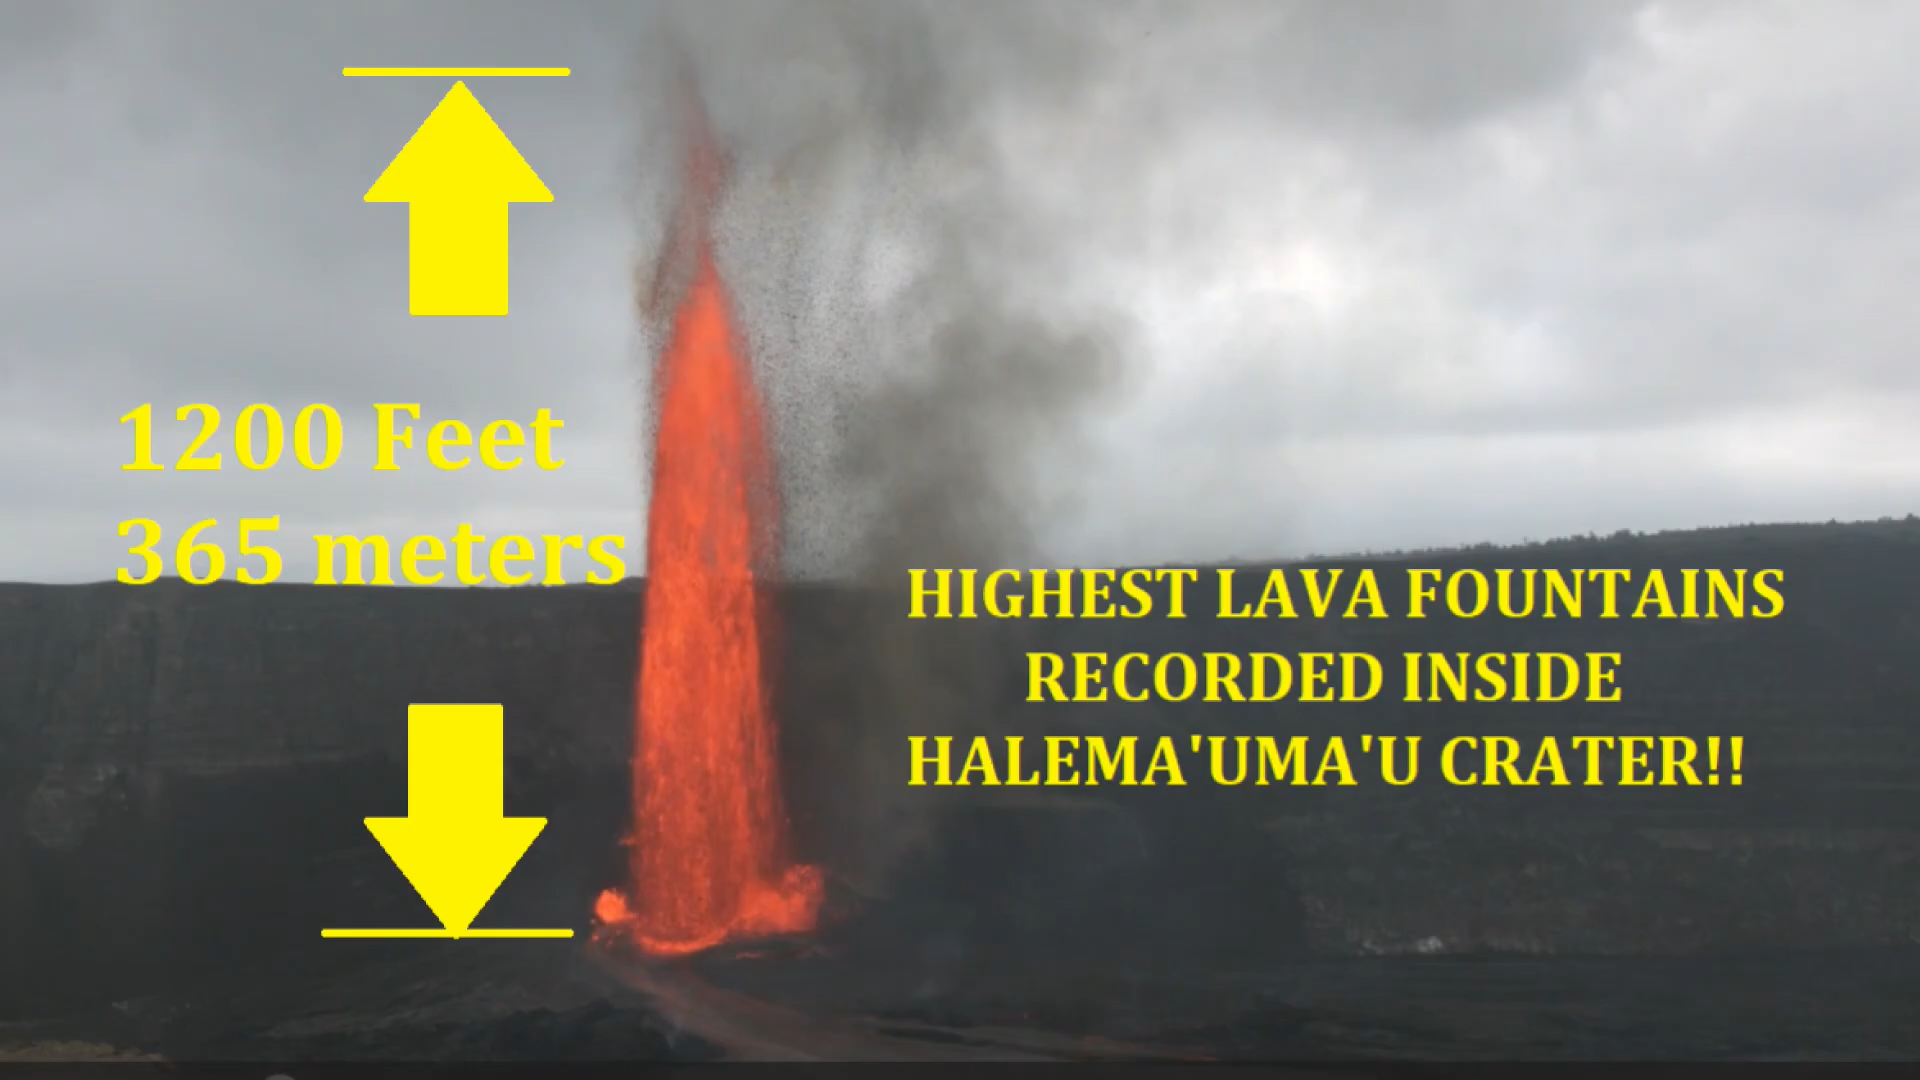 1200 Feet
365 meters
HIGHEST LAVA FOUNTAINS
RECORDED INSIDE
HALEMA'UMA'U CRATER!!